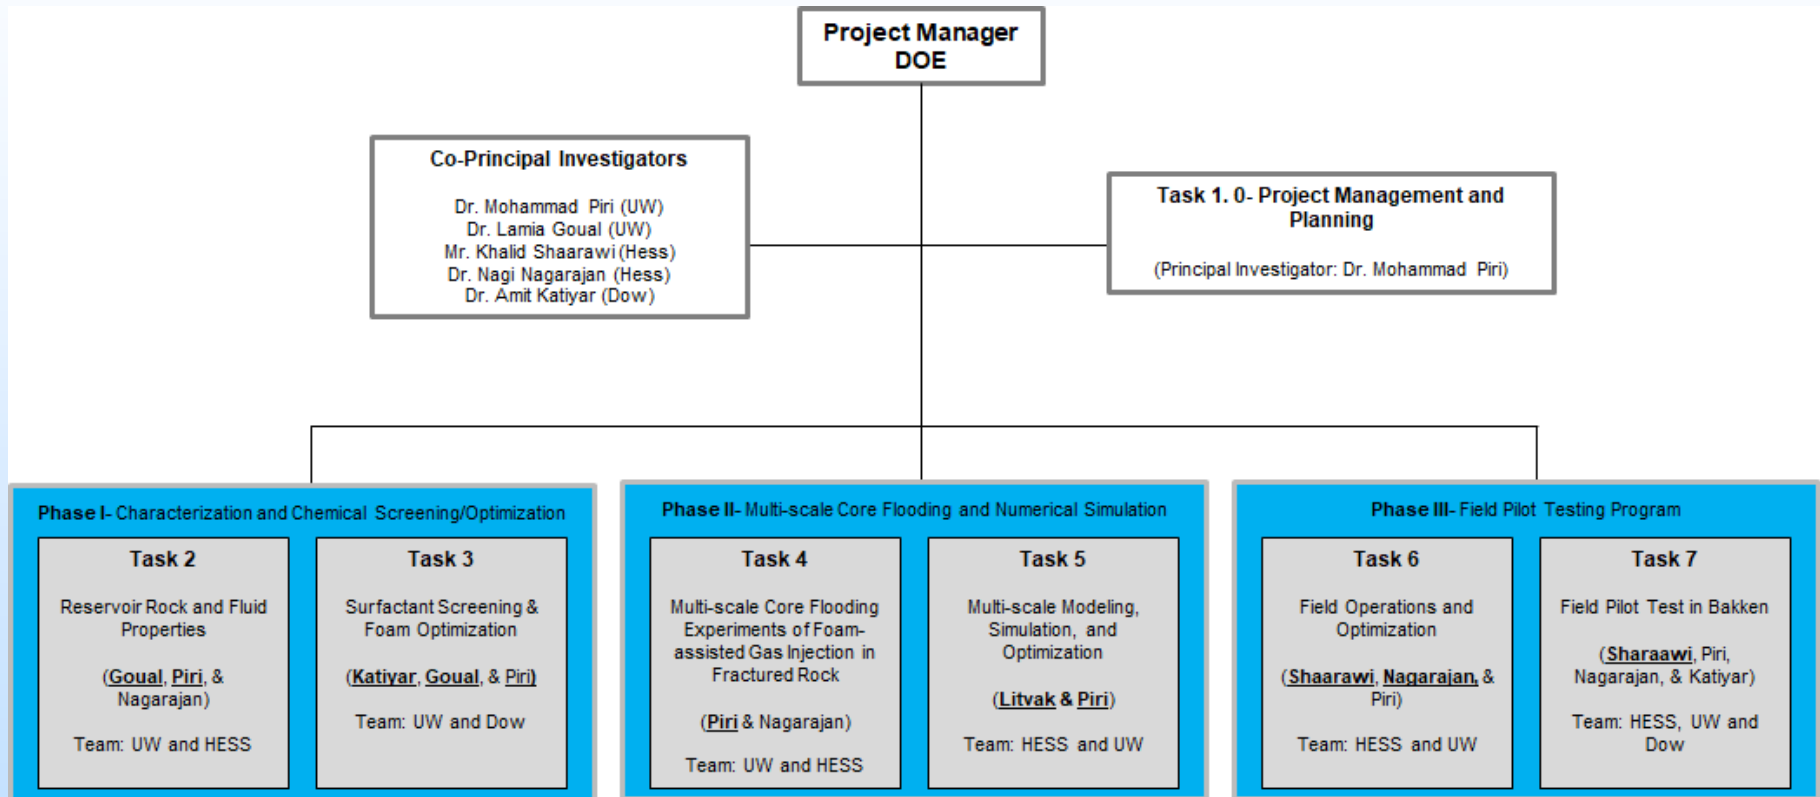 Project Manager
DOE
Co-Principal Investigators
Dr. Mohammad Piri (UW)
Dr. Lamia Goual (UW)
Mr. Khalid Shaarawi (Hess)
Dr. Nagi Nagarajan (Hess)
Dr. Amit Katiyar (Dow)
Task 1. 0- Project Management and
Planning
(Principal Investigator: Dr. Mohammad Piri)
Phase I- Characterization and Chemical Screening/Optimization
Task 2
Reservoir Rock and Fluid
Properties
(Goual, Piri, &
Nagarajan)
Team: UW and HESS
Task 3
Surfactant Screening &
Foam Optimization
(Katiyar, Goual, & Piri)
Team: UW and Dow
Phase II- Multi-scale Core Flooding and Numerical Simulation
Task 4
Multi-scale Core Flooding
Experiments of Foam-
assisted Gas Injection in
Fractured Rock
(Piri & Nagarajan)
Team: UW and HESS
Task 5
Multi-scale Modeling,
Simulation, and
Optimization
(Litvak & Piri)
Team: HESS and UW
Phase III- Field Pilot Testing Program
Task 6
Field Operations and
Optimization
(Shaarawi, Nagarajan, &
Piri)
Team: HESS and UW
Task 7
Field Pilot Test in Bakken
(Sharaawi, Piri,
Nagarajan, & Katiyar)
Team: HESS, UW and
Dow